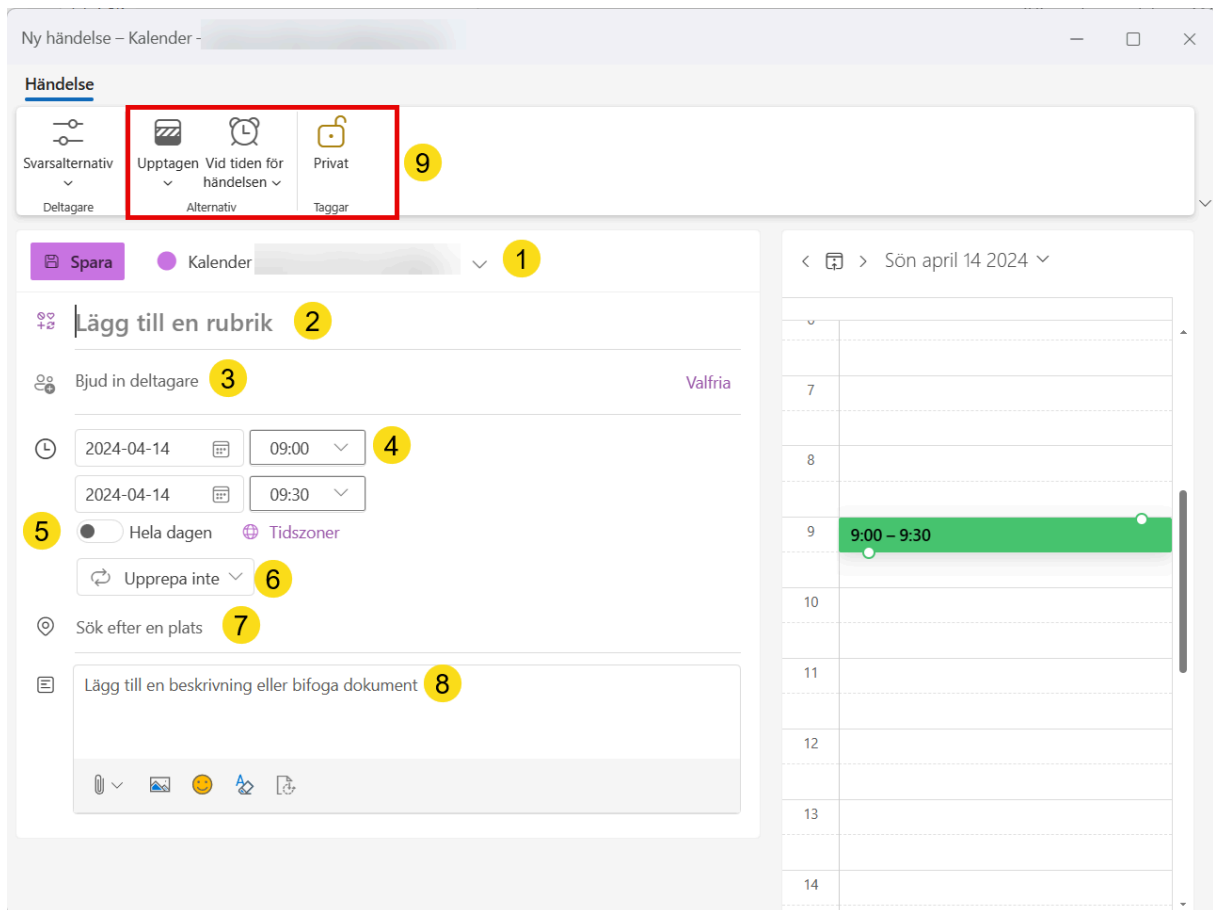 Ny händelse – Kalender -
Händelse
Svarsalternativ
Upptagen
Vid tiden för
händelsen
Privat
9
Deltagare
Alternativ
Taggar
Spara
Kalender
1
Lägg till en rubrik
2
Bjud in deltagare
3
Valfria
2024-04-14
09:00
4
2024-04-14
09:30
5
Hela dagen
Tidszoner
Upprepa inte
6
Sök efter en plats
7
Lägg till en beskrivning eller bifoga dokument
8
Sön april 14 2024
7
8
9
9:00 – 9:30
10
11
12
13
14